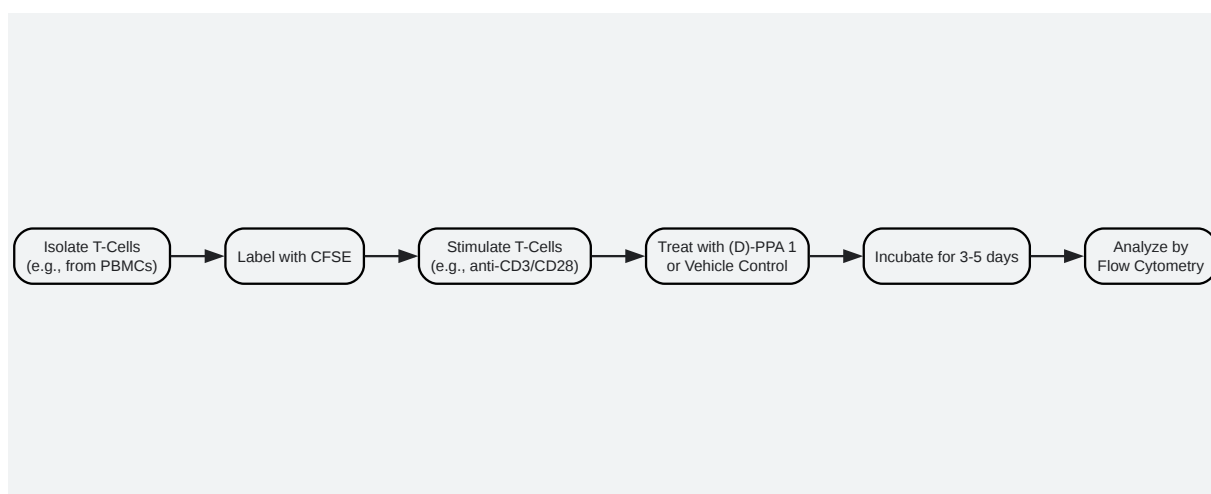 Isolate T-Cells
(e.g., from PBMCs)
Label with CFSE
Stimulate T-Cells
(e.g., anti-CD3/CD28)
Treat with (D)-PPA 1
or Vehicle Control
Incubate for 3-5 days
Analyze by
Flow Cytometry